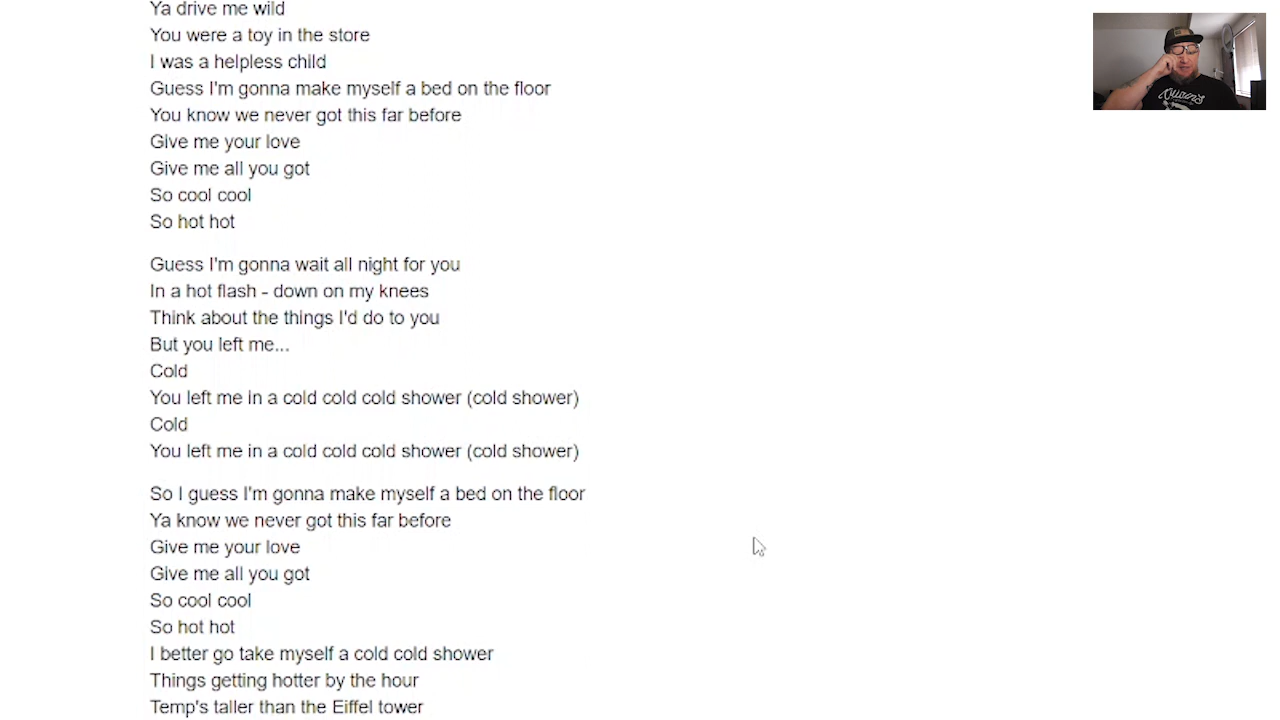 Ya drive me wild
You were a toy in the store
I was a helpless child
Guess I'm gonna make myself a bed on the floor
You know we never got this far before
Give me your love
Give me all you got
So cool cool
So hot hot
Guess I'm gonna wait all night for you
In a hot flash - down on my knees
Think about the things I'd do to you
But you left me...
Cold
You left me in a cold cold cold shower (cold shower)
Cold
You left me in a cold cold cold shower (cold shower)
So I guess I'm gonna make myself a bed on the floor
Ya know we never got this far before
Give me your love
Give me all you got
So cool cool
So hot hot
I better go take myself a cold cold shower
Things getting hotter by the hour
Temp's taller than the Eiffel tower